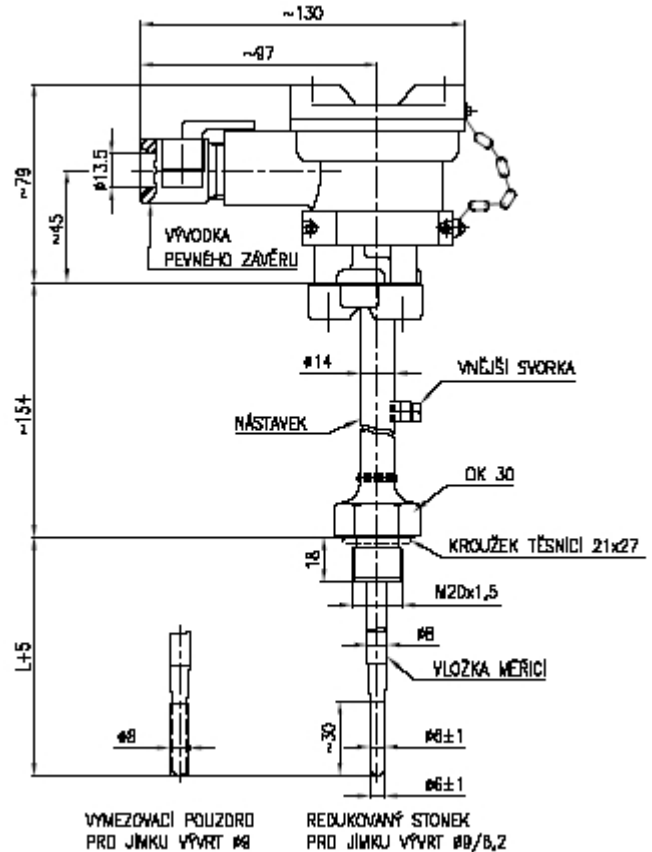 ~130
~97
~79
ø13.5
~45
VÝVODKA
PEVNÉHO ZÁVĚRU
ø14
VNĚJŠÍ SVORKA
~154
NÁSTAVEK
OK 30
KROUŽEK TĚSNÍCÍ 21x27
18
M20x1,5
L+5
ø8
VLOŽKA MĚŘICÍ
~30
ø8
ø6±1
ø6±1
VYMEZOVACÍ POUZDRO
PRO JÍMKU VÝVRT ø9
REDUKOVANÝ STONEK
PRO JÍMKU VÝVRT ø9/6,2